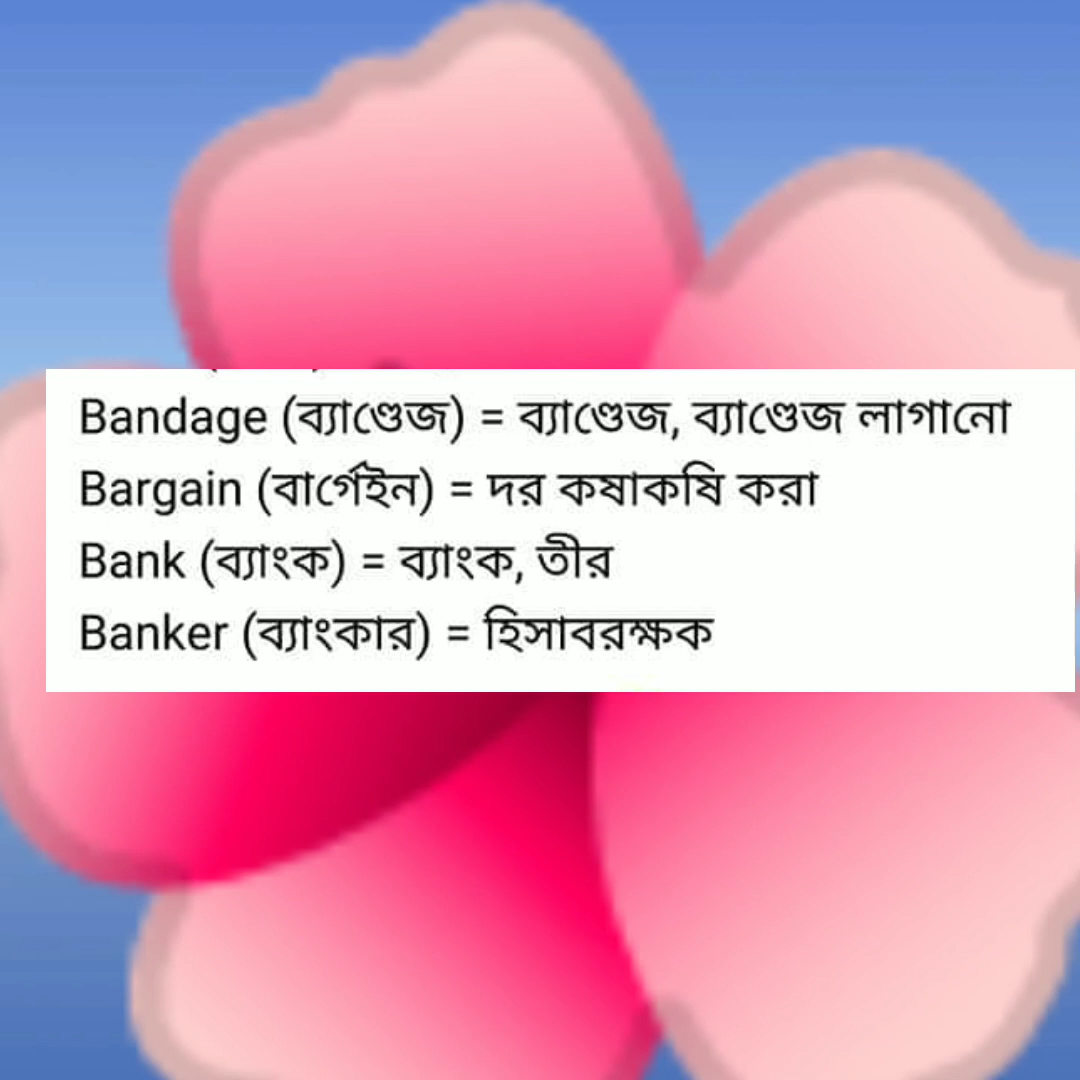 Bandage (ব্যাণ্ডেজ) = ব্যাণ্ডেজ, ব্যাণ্ডেজ লাগানো
Bargain (বার্গেইন) = দর কষাকষি করা
Bank (ব্যাংক) = ব্যাংক, তীর
Banker (ব্যাংকার) = হিসাবরক্ষক